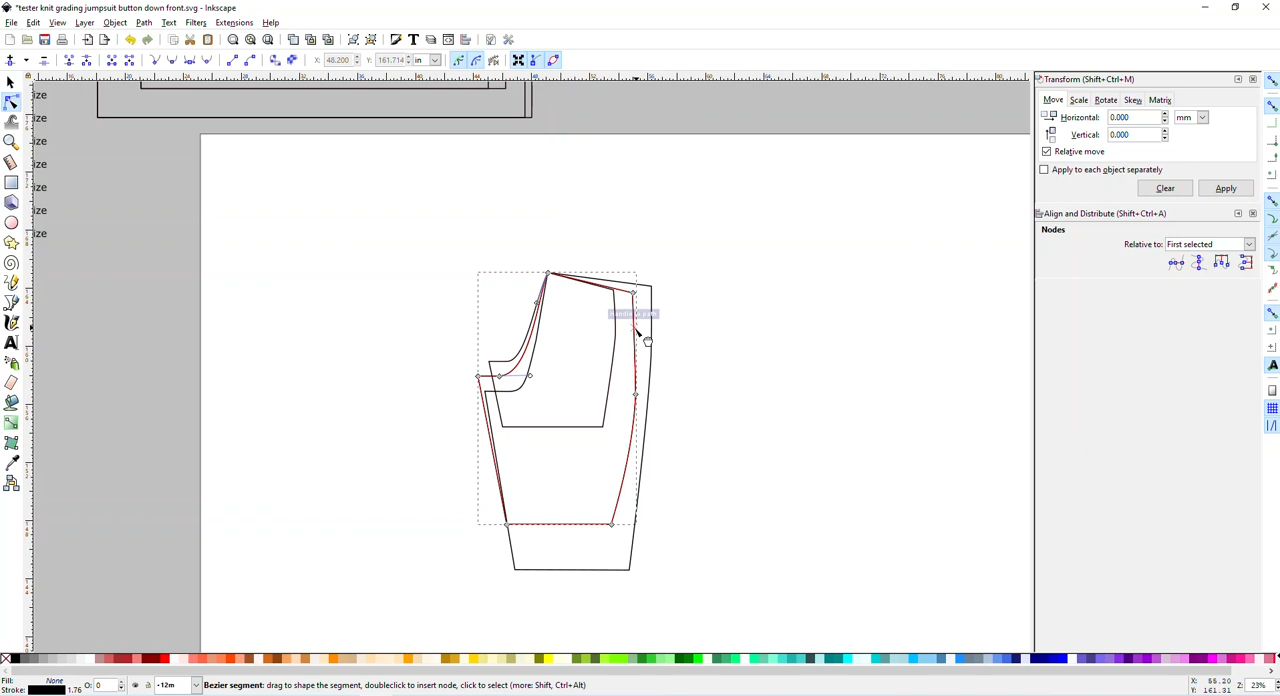 *tester knit grading jumpsuit button down front.svg - Inkscape
File Edit View Layer Object Path Text Filters Extensions Help
X: 48.200 Y: 161.714 in
Transform (Shift+Ctrl+M)
Move Scale Rotate Skew Matrix
Horizontal: 0.000 mm
Vertical: 0.000
Relative move
Apply to each object separately
Clear Apply
Align and Distribute (Shift+Ctrl+A)
Nodes
Relative to: First selected
ize
ize
ize
ize
ize
ize
ize
Handle to path
Fill: None
Stroke: 1.76 O: 0 -12m Bezier segment: drag to shape the segment, doubleclick to insert node, click to select (more: Shift, Ctrl+Alt)
X: 55.20
Y: 161.31
Z: 23%